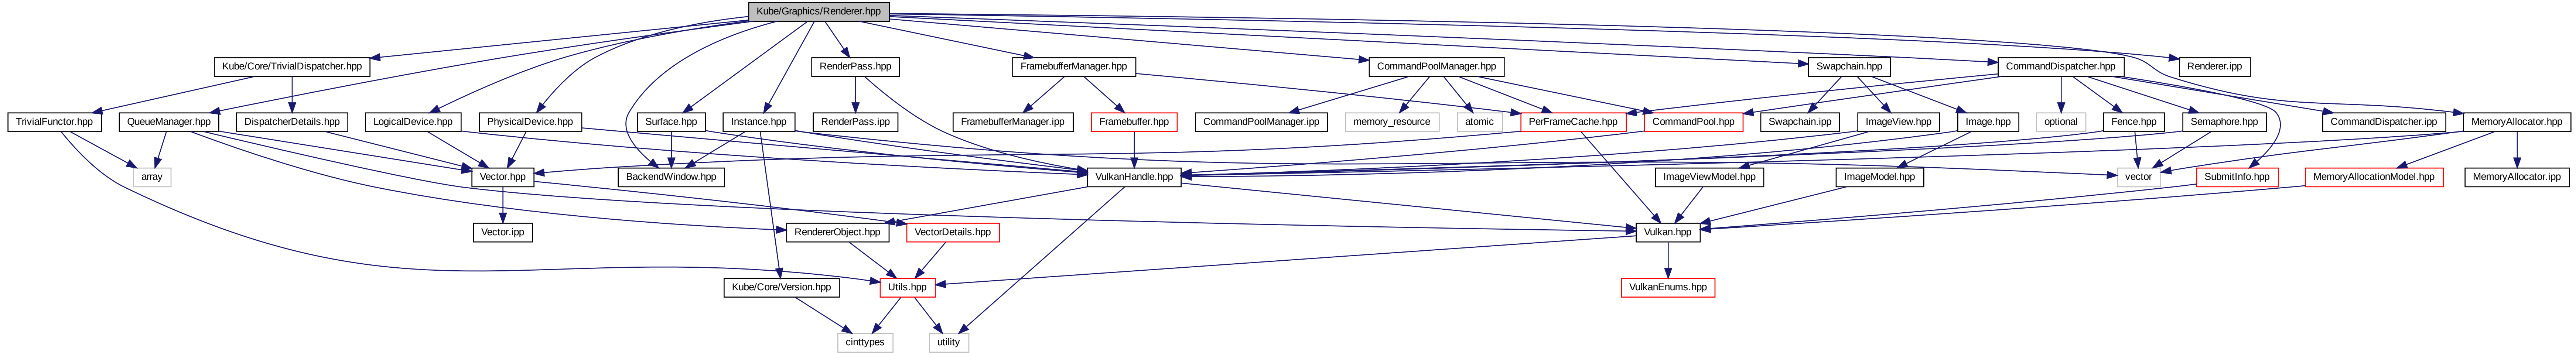 Kube/Graphics/Renderer.hpp
Kube/Core/TrivialDispatcher.hpp
RenderPass.hpp
FramebufferManager.hpp
CommandPoolManager.hpp
Swapchain.hpp
CommandDispatcher.hpp
Renderer.ipp
TrivialFunctor.hpp
QueueManager.hpp
DispatcherDetails.hpp
LogicalDevice.hpp
PhysicalDevice.hpp
Surface.hpp
Instance.hpp
RenderPass.ipp
FramebufferManager.ipp
Framebuffer.hpp
CommandPoolManager.ipp
memory_resource
atomic
PerFrameCache.hpp
CommandPool.hpp
Swapchain.ipp
ImageView.hpp
Image.hpp
optional
Fence.hpp
Semaphore.hpp
CommandDispatcher.ipp
MemoryAllocator.hpp
array
Vector.hpp
BackendWindow.hpp
VulkanHandle.hpp
ImageViewModel.hpp
ImageModel.hpp
vector
SubmitInfo.hpp
MemoryAllocationModel.hpp
MemoryAllocator.ipp
Vector.ipp
RendererObject.hpp
VectorDetails.hpp
Vulkan.hpp
Kube/Core/Version.hpp
Utils.hpp
VulkanEnums.hpp
cinttypes
utility